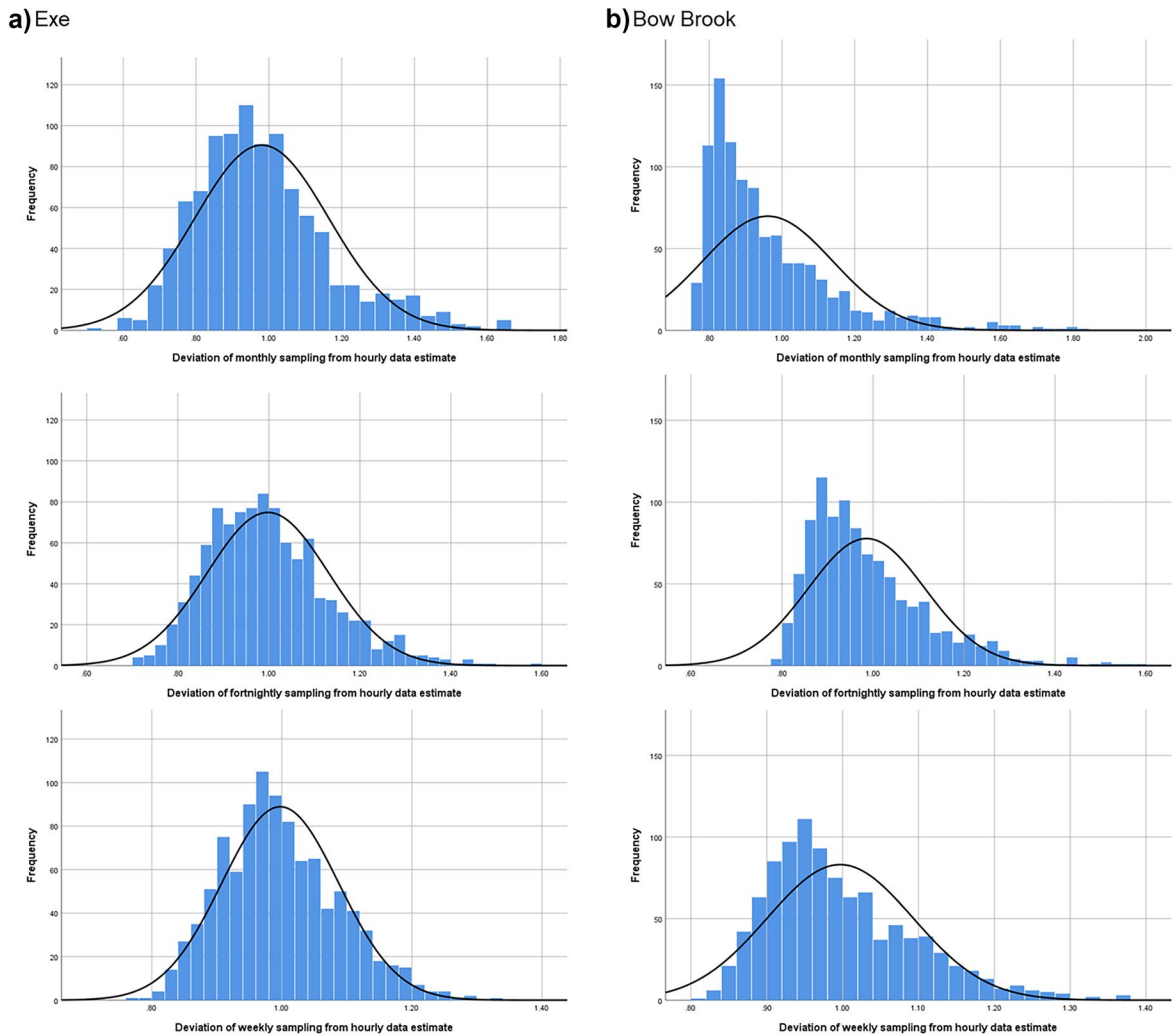 a) Exe
120
100
80
60
40
20
0
Frequency
.60 .80 1.00 1.20 1.40 1.60 1.80
Deviation of monthly sampling from hourly data estimate
120
100
80
60
40
20
0
Frequency
.60 .80 1.00 1.20 1.40 1.60
Deviation of fortnightly sampling from hourly data estimate
120
100
80
60
40
20
0
Frequency
.80 1.00 1.20 1.40
Deviation of weekly sampling from hourly data estimate
b) Bow Brook
150
100
50
0
Frequency
.80 1.00 1.20 1.40 1.60 1.80 2.00
Deviation of monthly sampling from hourly data estimate
150
100
50
0
Frequency
.60 .80 1.00 1.20 1.40 1.60
Deviation of fortnightly sampling from hourly data estimate
150
100
50
0
Frequency
.80 .90 1.00 1.10 1.20 1.30 1.40
Deviation of weekly sampling from hourly data estimate